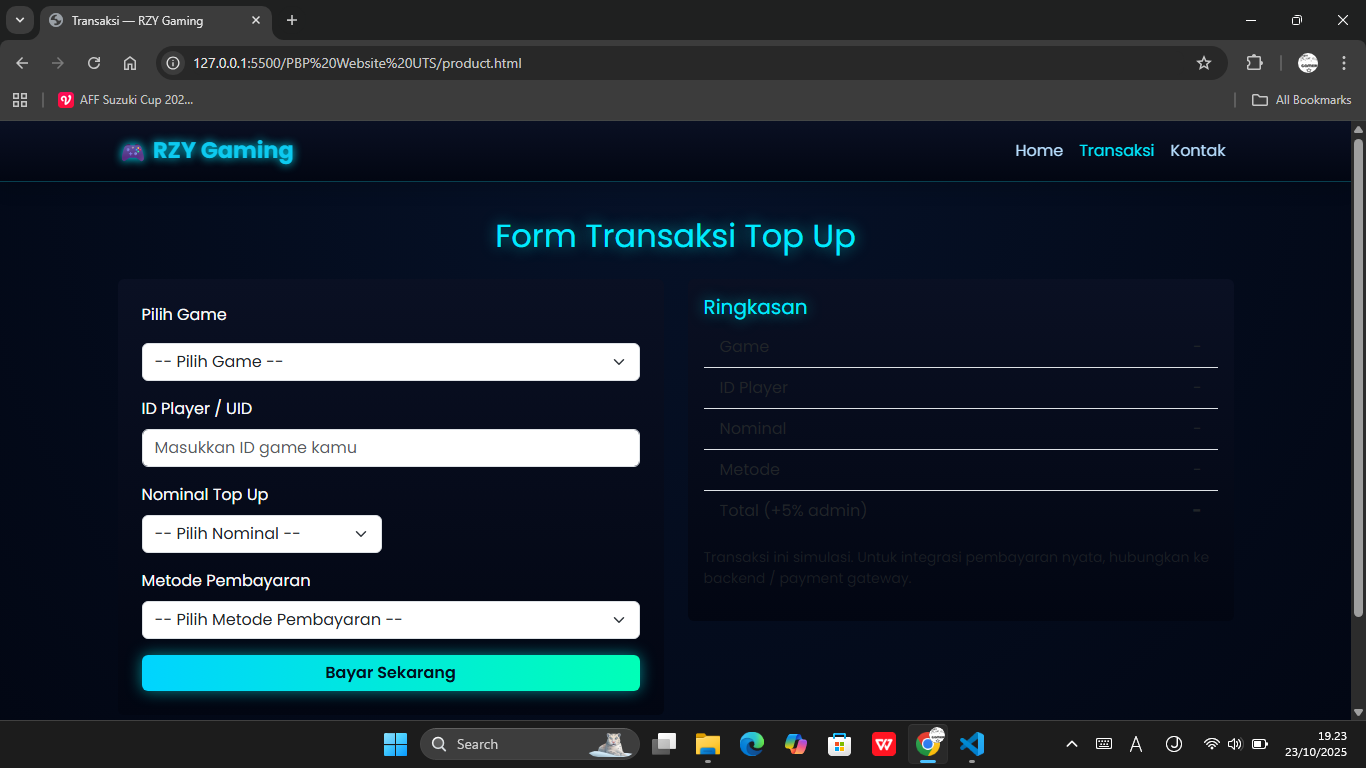 Transaksi — RZY Gaming
127.0.0.1:5500/PBP%20Website%20UTS/product.html
AFF Suzuki Cup 202...
All Bookmarks
RZY Gaming
Home
Transaksi
Kontak
Form Transaksi Top Up
Pilih Game
-- Pilih Game --
ID Player / UID
Masukkan ID game kamu
Nominal Top Up
-- Pilih Nominal --
Metode Pembayaran
-- Pilih Metode Pembayaran --
Bayar Sekarang
Ringkasan
Game -
ID Player -
Nominal -
Metode -
Total (+5% admin) -
Transaksi ini simulasi. Untuk integrasi pembayaran nyata, hubungkan ke
backend / payment gateway.
Search
19.23
23/10/2025